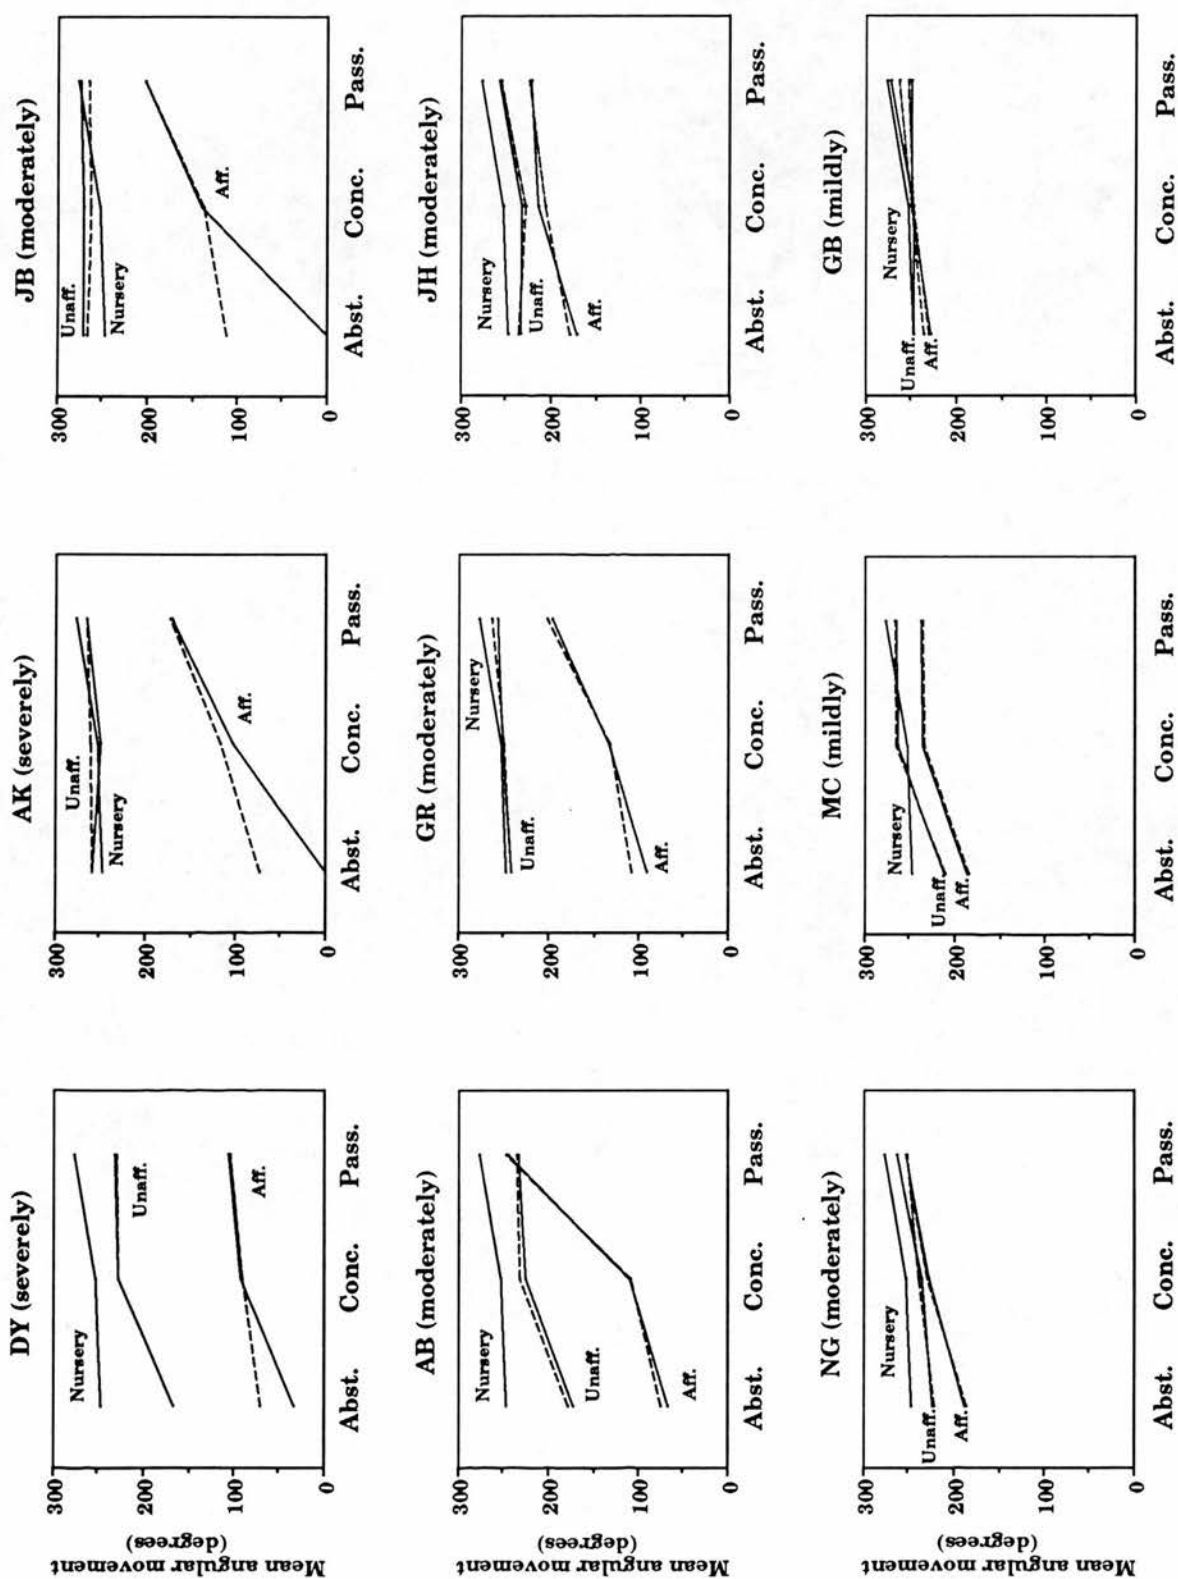 DY (severely)
AK (severely)
JB (moderately)
Mean angular movement
(degrees)
300
200
100
0
Nursery
Unaff.
Aff.
Abst. Conc. Pass.
300
200
100
0
Unaff.
Nursery
Aff.
Abst. Conc. Pass.
300
200
100
0
Unaff.
Nursery
Aff.
Abst. Conc. Pass.
AB (moderately)
GR (moderately)
JH (moderately)
Mean angular movement
(degrees)
300
200
100
0
Nursery
Unaff.
Aff.
Abst. Conc. Pass.
300
200
100
0
Nursery
Unaff.
Aff.
Abst. Conc. Pass.
300
200
100
0
Nursery
Unaff.
Aff.
Abst. Conc. Pass.
NG (moderately)
MC (mildly)
GB (mildly)
Mean angular movement
(degrees)
300
200
100
0
Nursery
Unaff.
Aff.
Abst. Conc. Pass.
300
200
100
0
Nursery
Unaff.
Aff.
Abst. Conc. Pass.
300
200
100
0
Nursery
Unaff.
Aff.
Abst. Conc. Pass.